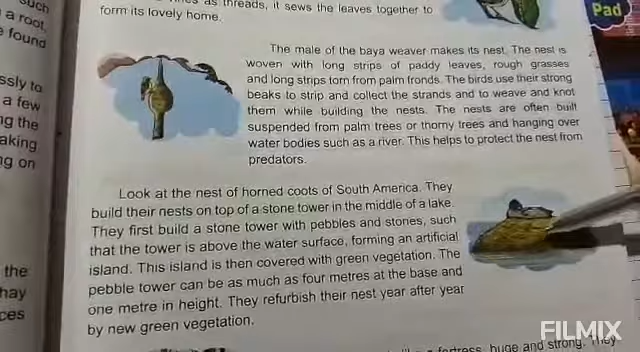 such
a root,
found
ssly to
a few
ng the
aking
ng on
the
hay
ces
as threads, it sews the leaves together to
form its lovely home.
Pad
The male of the baya weaver makes its nest. The nest is
woven with long strips of paddy leaves, rough grasses
and long strips torn from palm fronds. The birds use their strong
beaks to strip and collect the strands and to weave and knot
them while building the nests. The nests are often built
suspended from palm trees or thorny trees and hanging over
water bodies such as a river. This helps to protect the nest from
predators.
Look at the nest of horned coots of South America. They
build their nests on top of a stone tower in the middle of a lake.
They first build a stone tower with pebbles and stones, such
that the tower is above the water surface, forming an artificial
island. This island is then covered with green vegetation. The
pebble tower can be as much as four metres at the base and
one metre in height. They refurbish their nest year after year
by new green vegetation.
a fortress, huge and strong. They
FILMIX